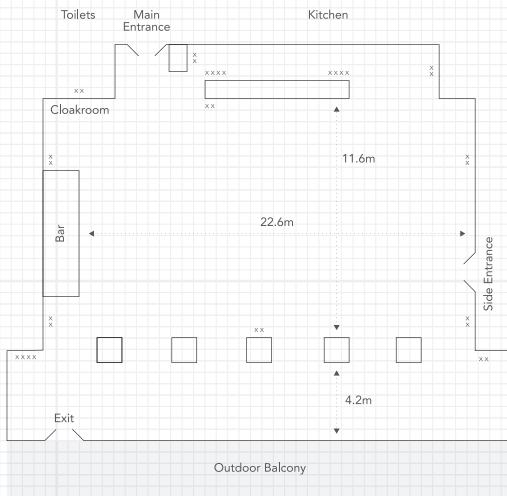 Toilets
Main
Entrance
Kitchen
x x
x x x x
x x x x
x x
x x
x x
Cloakroom
11.6m
x x
x x
22.6m
Bar
Side Entrance
x x
x x
x x
x x x x
x x
4.2m
Exit
Outdoor Balcony